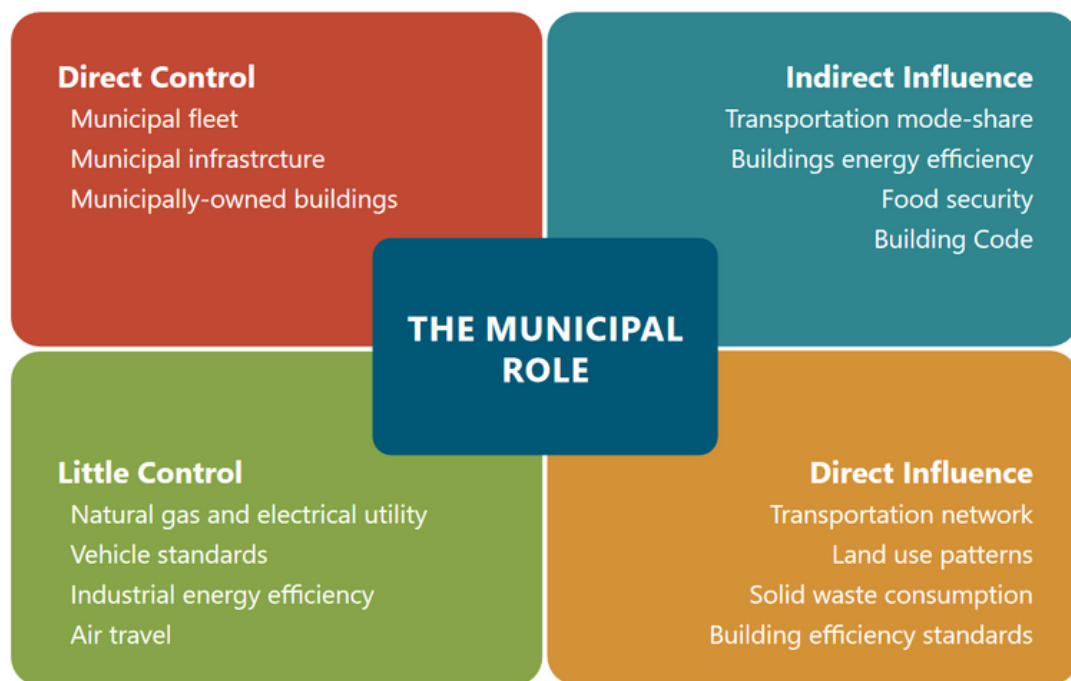 Direct Control
Municipal fleet
Municipal infrastrcture
Municipally-owned buildings
Indirect Influence
Transportation mode-share
Buildings energy efficiency
Food security
Building Code
THE MUNICIPAL
ROLE
Little Control
Natural gas and electrical utility
Vehicle standards
Industrial energy efficiency
Air travel
Direct Influence
Transportation network
Land use patterns
Solid waste consumption
Building efficiency standards